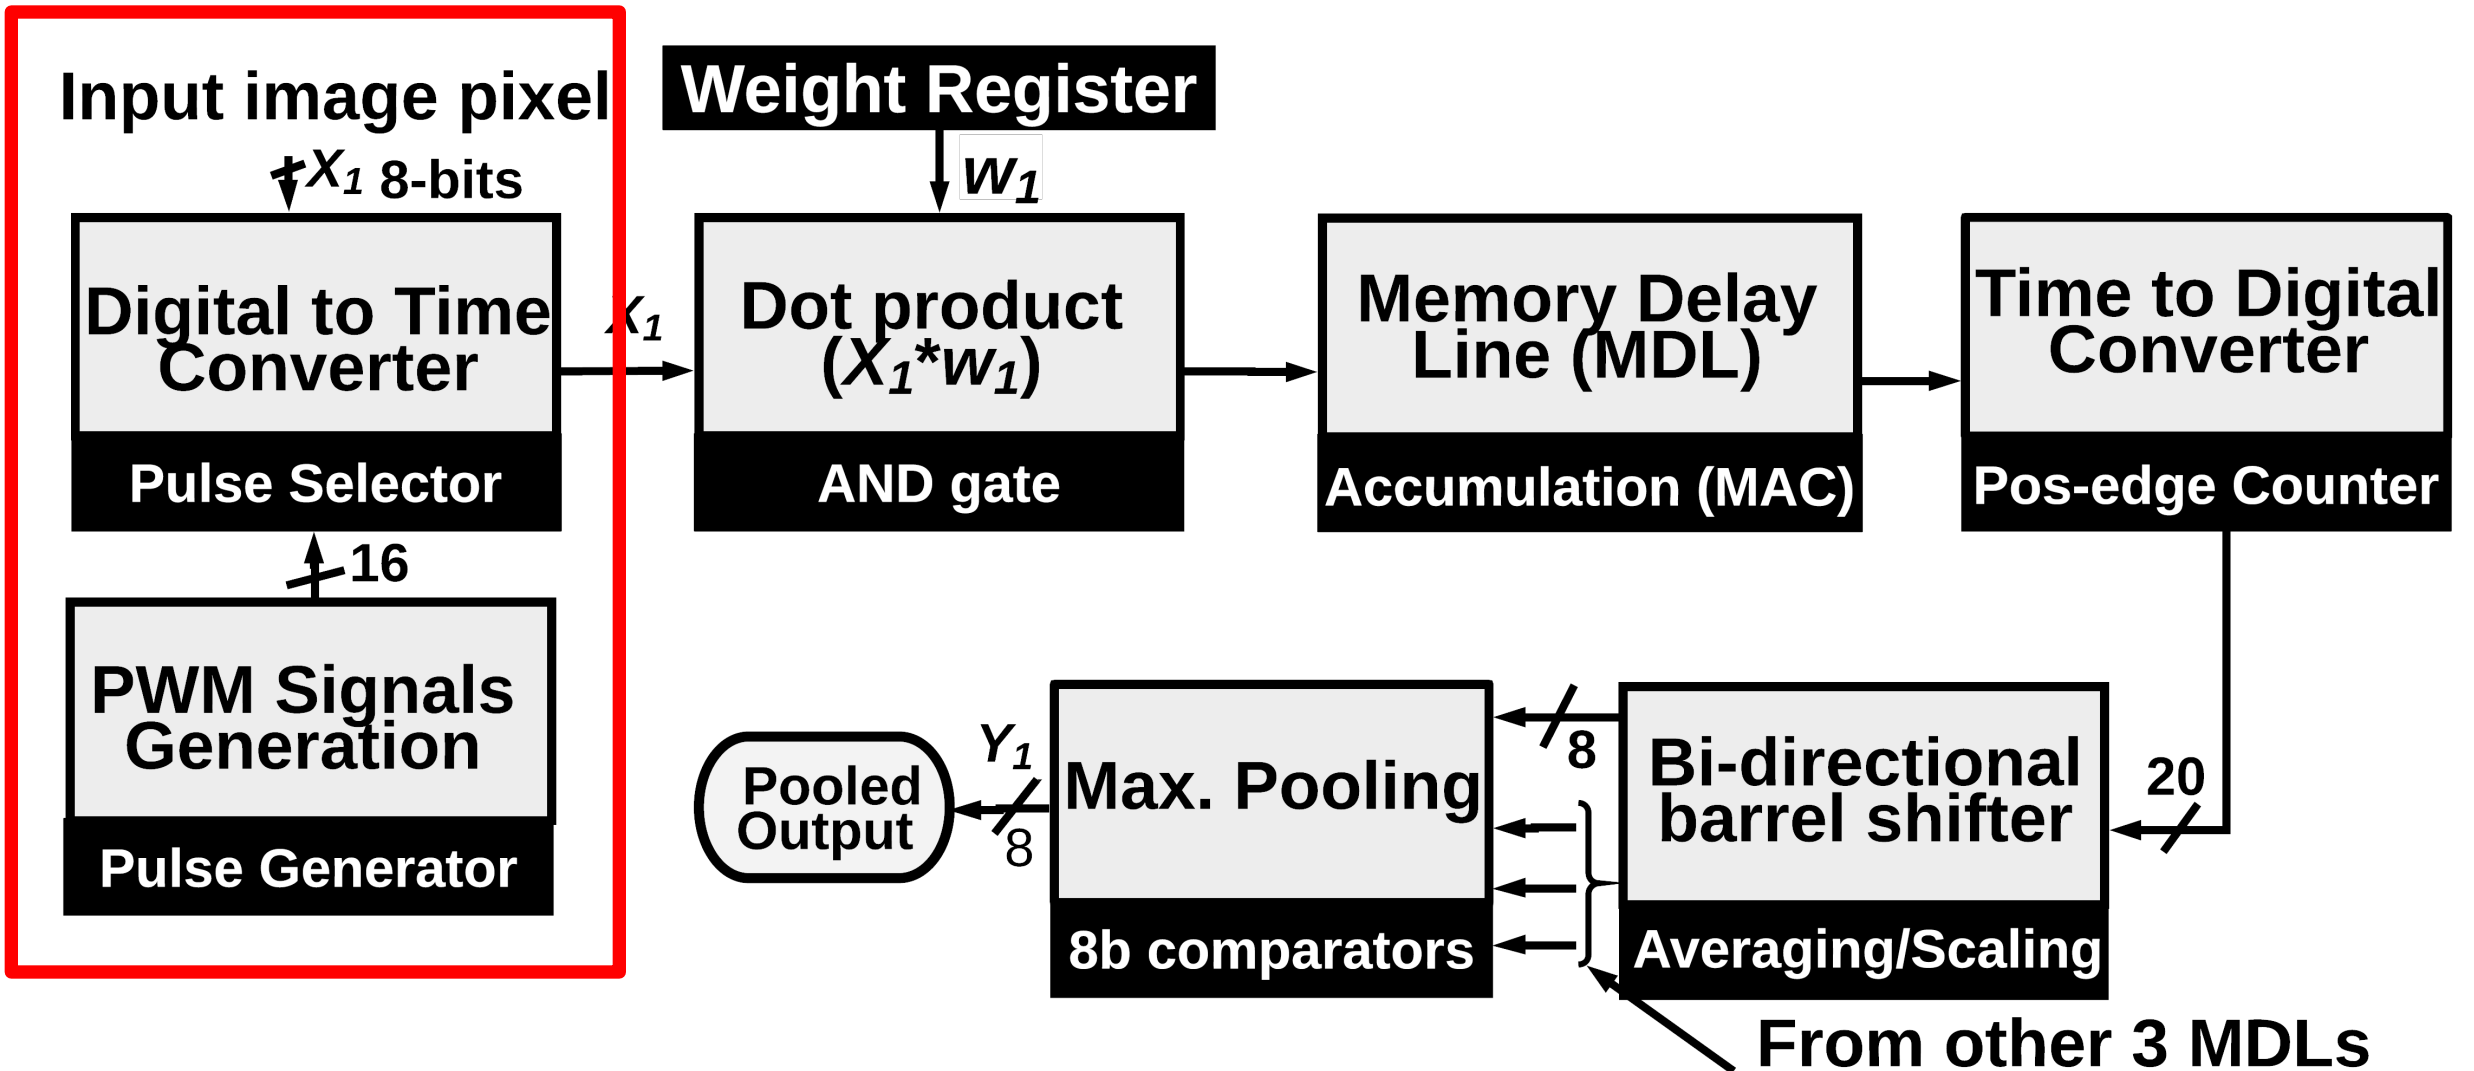 Input image pixel
X1 8-bits
Digital to Time
Converter
Pulse Selector
16
PWM Signals
Generation
Pulse Generator
X1
Weight Register
w1
Dot product
(X1*w1)
AND gate
Memory Delay
Line (MDL)
Accumulation (MAC)
Time to Digital
Converter
Pos-edge Counter
20
Bi-directional
barrel shifter
Averaging/Scaling
8
From other 3 MDLs
Max. Pooling
8b comparators
Y1
8
Pooled
Output